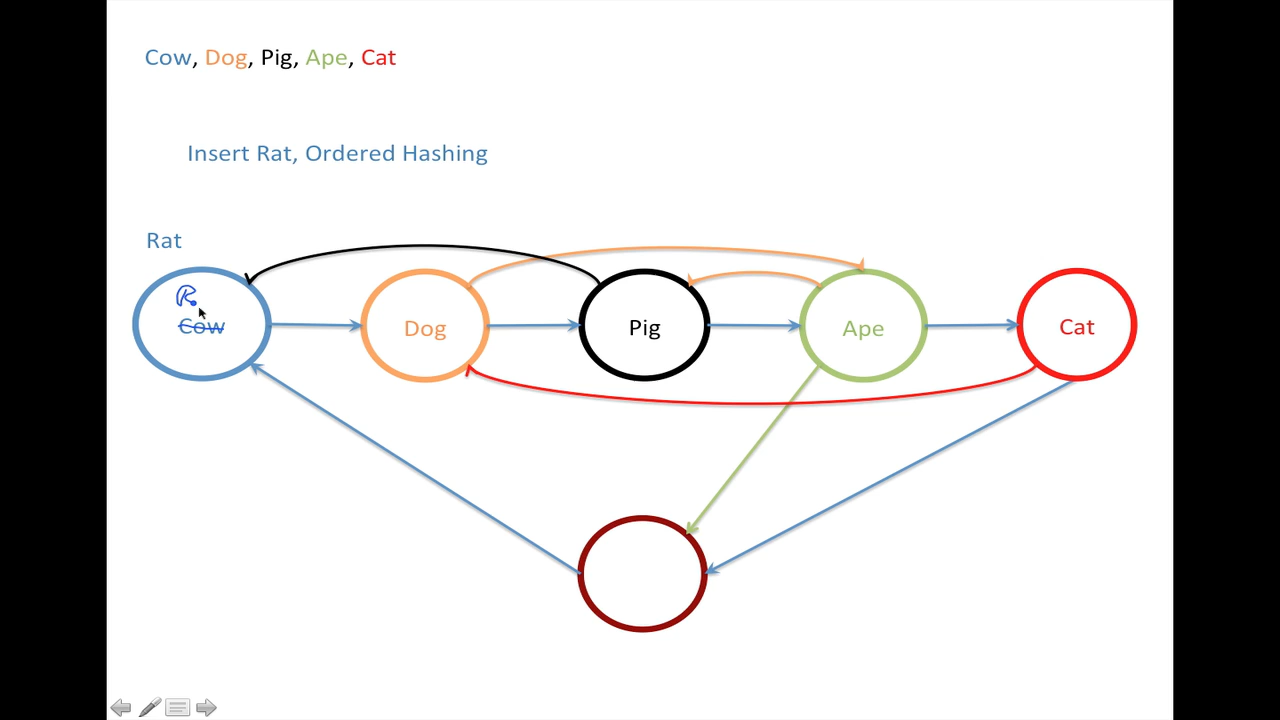 Cow, Dog, Pig, Ape, Cat
Insert Rat, Ordered Hashing
Rat
R
Cow
Dog
Pig
Ape
Cat